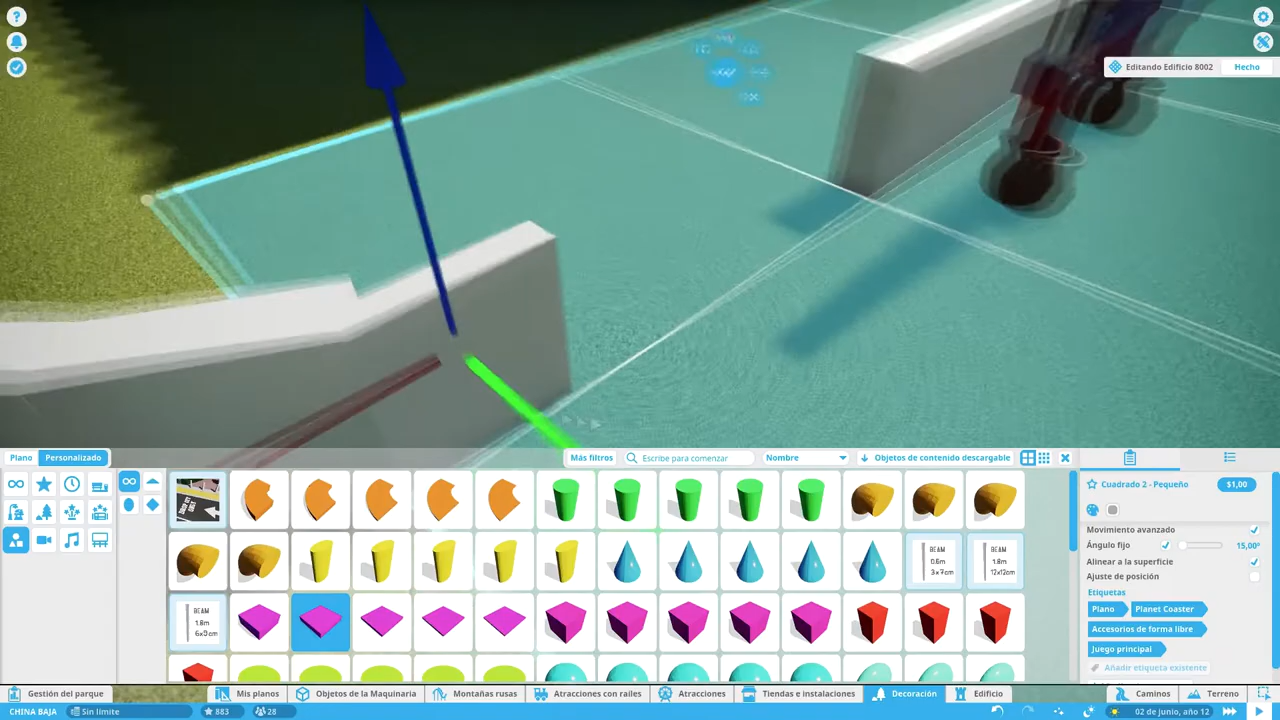 ?
Editando Edificio 8002
Hecho
Plano
Personalizado
Más filtros
Escribe para comenzar
Nombre
Objetos de contenido descargable
Cuadrado 2 - Pequeño
$1,00
Movimiento avanzado
Ángulo fijo
15,00º
Alinear a la superficie
Ajuste de posición
Etiquetas
Plano
Planet Coaster
Accesorios de forma libre
Juego principal
Añadir etiqueta existente
BEAM
0.6m
3x7cm
BEAM
1.8m
12x12cm
BEAM
1.8m
Gestión del parque
Mis planos
Objetos de la Maquinaria
Montañas rusas
Atracciones con railes
Atracciones
Tiendas e instalaciones
Decoración
Edificio
Caminos
Terreno
CHINA BAJA
Sin límite
883
28
02 de junio, año 12